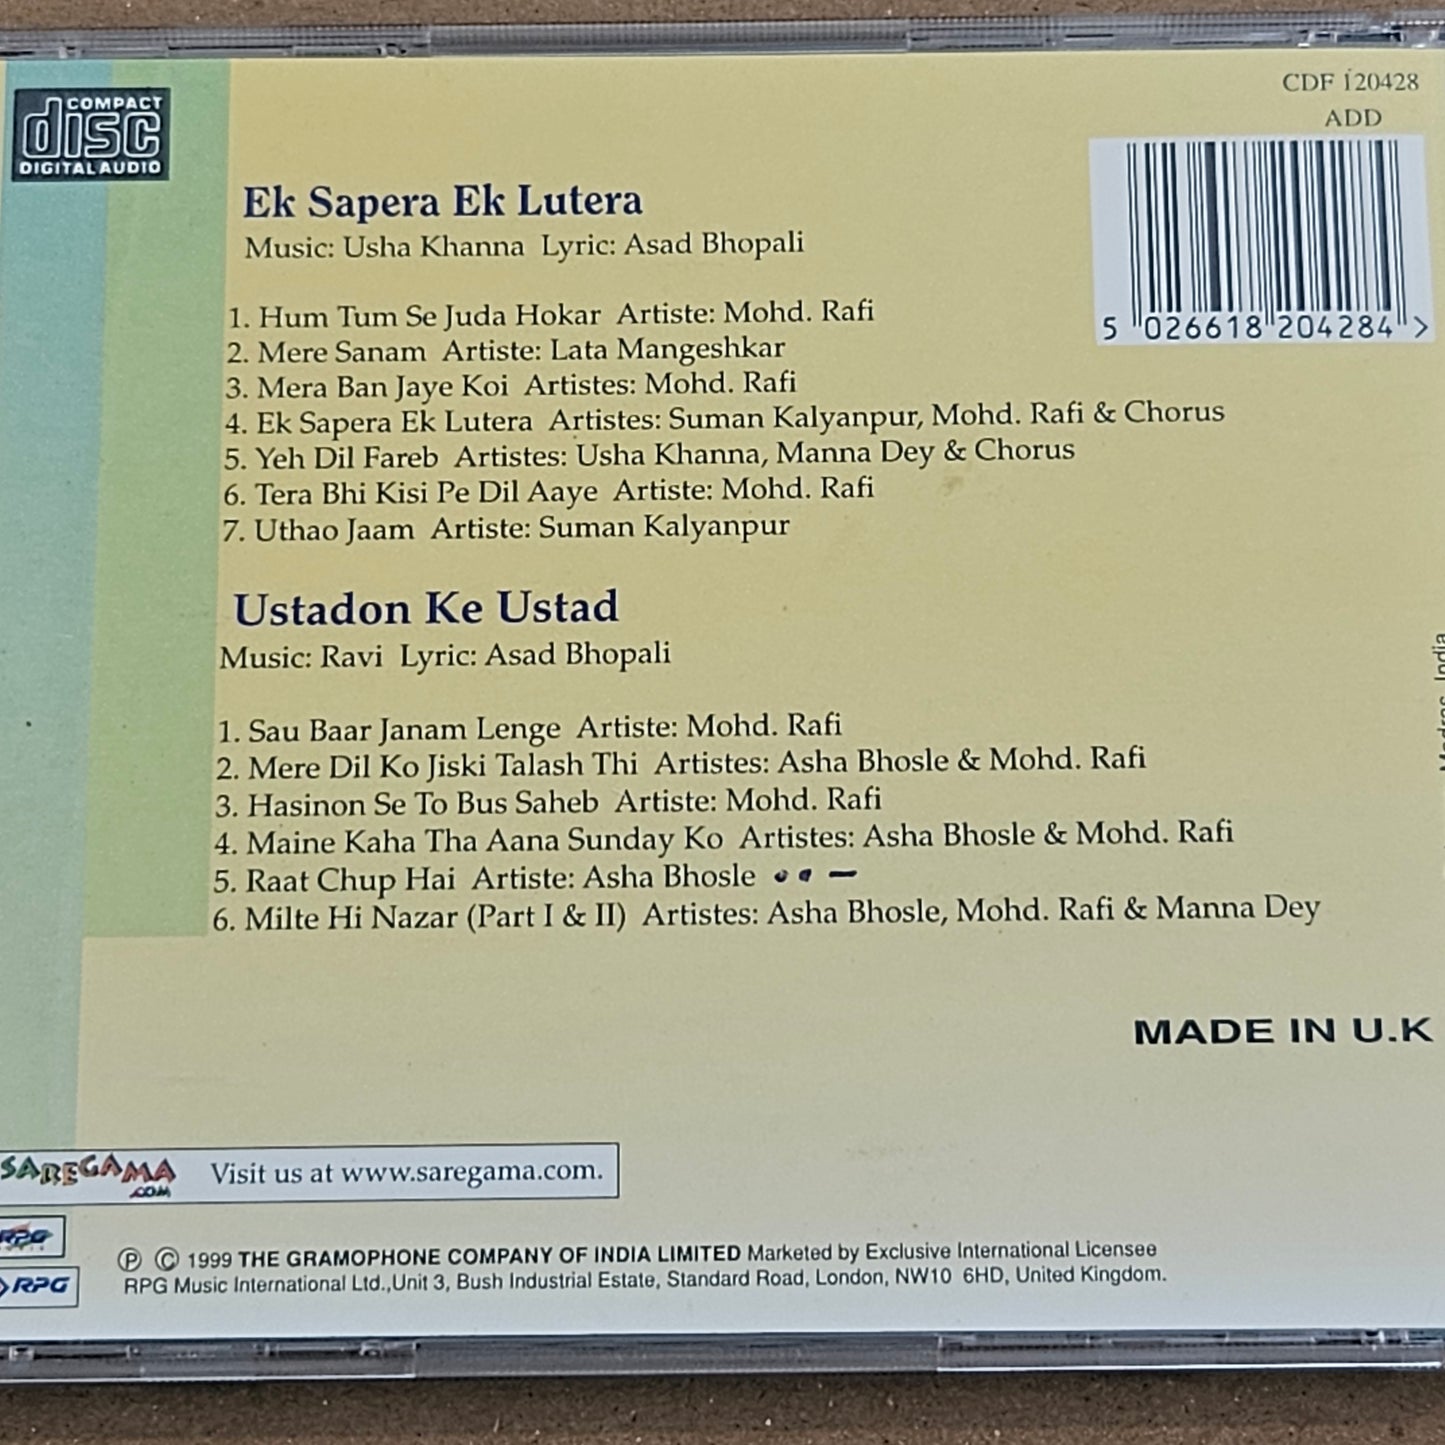 COMPACT
disc
DIGITAL AUDIO
CDF 120428
ADD
5 026618 204284 >
Ek Sapera Ek Lutera
Music: Usha Khanna Lyric: Asad Bhopali
1. Hum Tum Se Juda Hokar Artiste: Mohd. Rafi
2. Mere Sanam Artiste: Lata Mangeshkar
3. Mera Ban Jaye Koi Artistes: Mohd. Rafi
4. Ek Sapera Ek Lutera Artistes: Suman Kalyanpur, Mohd. Rafi & Chorus
5. Yeh Dil Fareb Artistes: Usha Khanna, Manna Dey & Chorus
6. Tera Bhi Kisi Pe Dil Aaye Artiste: Mohd. Rafi
7. Uthao Jaam Artiste: Suman Kalyanpur
Ustadon Ke Ustad
Music: Ravi Lyric: Asad Bhopali
1. Sau Baar Janam Lenge Artiste: Mohd. Rafi
2. Mere Dil Ko Jiski Talash Thi Artistes: Asha Bhosle & Mohd. Rafi
3. Hasinon Se To Bus Saheb Artiste: Mohd. Rafi
4. Maine Kaha Tha Aana Sunday Ko Artistes: Asha Bhosle & Mohd. Rafi
5. Raat Chup Hai Artiste: Asha Bhosle
6. Milte Hi Nazar (Part I & II) Artistes: Asha Bhosle, Mohd. Rafi & Manna Dey
India
MADE IN U.K
SAREGAMA
.COM
Visit us at www.saregama.com.
RPG
RPG
Ⓟ © 1999 THE GRAMOPHONE COMPANY OF INDIA LIMITED Marketed by Exclusive International Licensee
RPG Music International Ltd.,Unit 3, Bush Industrial Estate, Standard Road, London, NW10 6HD, United Kingdom.